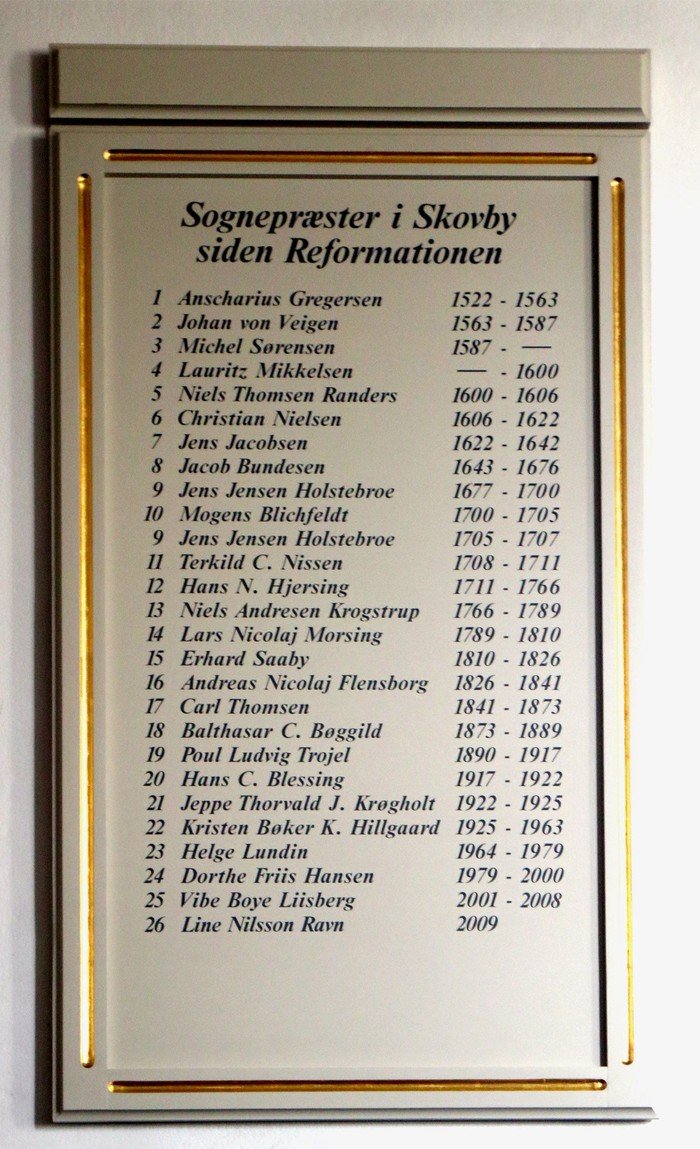 Sognepræster i Skovby
siden Reformationen
1 Anscharius Gregersen 1522 - 1563
2 Johan von Veigen 1563 - 1587
3 Michel Sørensen 1587 - —
4 Lauritz Mikkelsen — - 1600
5 Niels Thomsen Randers 1600 - 1606
6 Christian Nielsen 1606 - 1622
7 Jens Jacobsen 1622 - 1642
8 Jacob Bundesen 1643 - 1676
9 Jens Jensen Holstebroe 1677 - 1700
10 Mogens Blichfeldt 1700 - 1705
9 Jens Jensen Holstebroe 1705 - 1707
11 Terkild C. Nissen 1708 - 1711
12 Hans N. Hjersing 1711 - 1766
13 Niels Andresen Krogstrup 1766 - 1789
14 Lars Nicolaj Morsing 1789 - 1810
15 Erhard Saaby 1810 - 1826
16 Andreas Nicolaj Flensborg 1826 - 1841
17 Carl Thomsen 1841 - 1873
18 Balthasar C. Bøggild 1873 - 1889
19 Poul Ludvig Trojel 1890 - 1917
20 Hans C. Blessing 1917 - 1922
21 Jeppe Thorvald J. Krøgholt 1922 - 1925
22 Kristen Bøker K. Hillgaard 1925 - 1963
23 Helge Lundin 1964 - 1979
24 Dorthe Friis Hansen 1979 - 2000
25 Vibe Boye Liisberg 2001 - 2008
26 Line Nilsson Ravn 2009